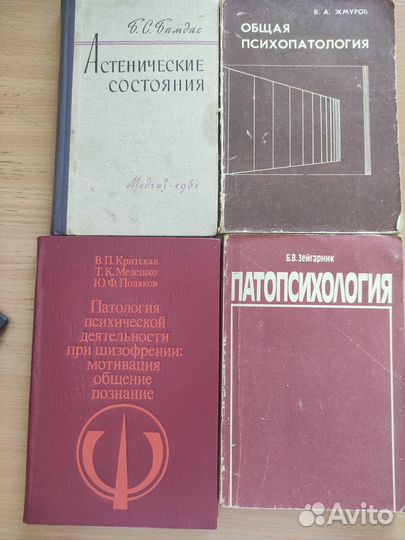 Б. С. Бамдас
Астенические
состояния
Медгиз - 1961
В. А. ЖМУРОВ
ОБЩАЯ
ПСИХОПАТОЛОГИЯ
В. П. Критская
Т. К. Мелешко
Ю. Ф. Поляков
Патология
психической
деятельности
при шизофрении:
мотивация
общение
познание
Б.В. Зейгарник
ПАТОПСИХОЛОГИЯ
Avito